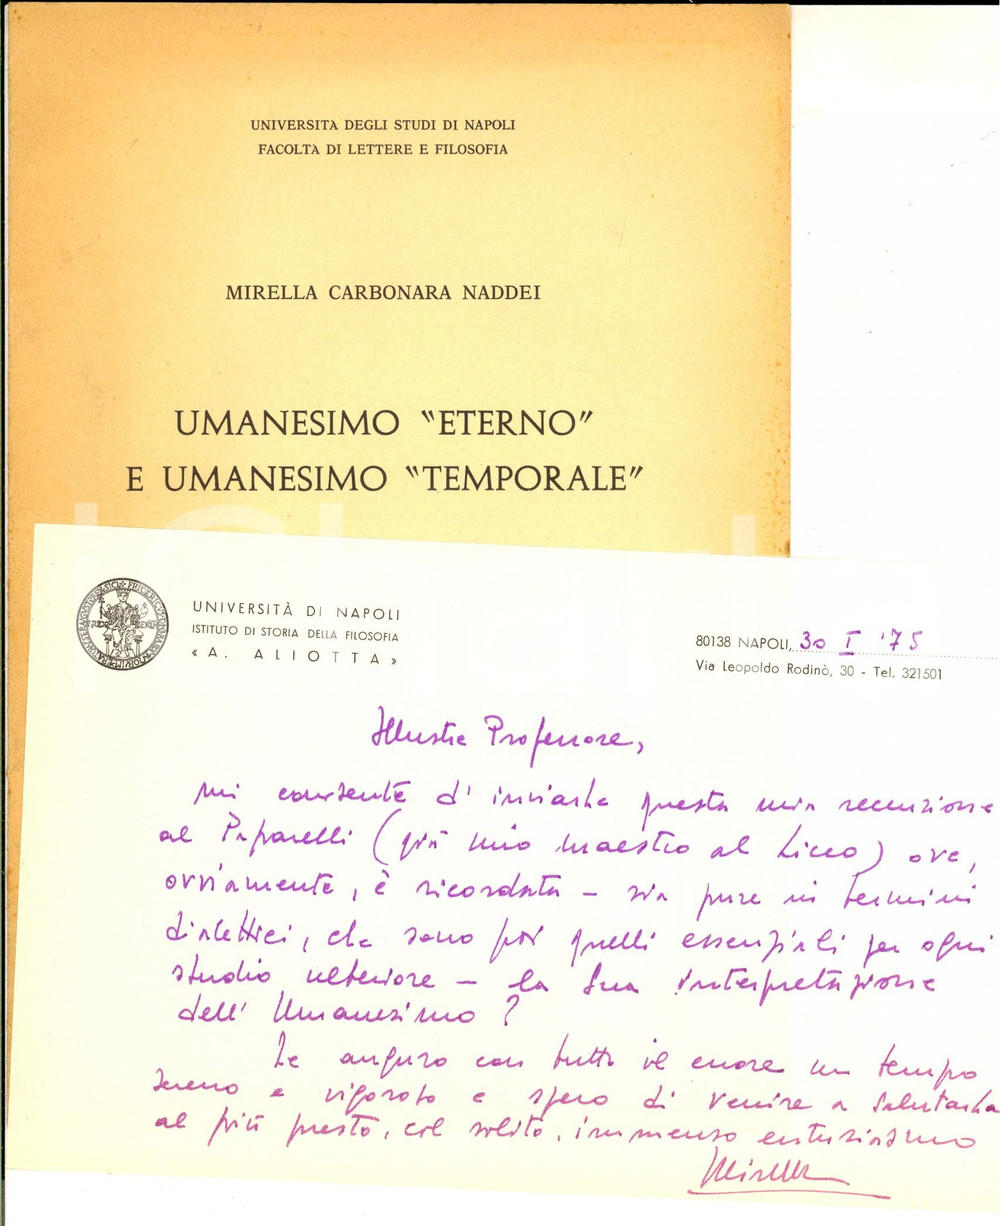 UNIVERSITÀ DEGLI STUDI DI NAPOLI
FACOLTÀ DI LETTERE E FILOSOFIA
MIRELLA CARBONARA NADDEI
UMANESIMO "ETERNO"
E UMANESIMO "TEMPORALE"
UNIVERSITÀ DI NAPOLI
ISTITUTO DI STORIA DELLA FILOSOFIA
« A. ALIOTTA »
80138 NAPOLI, 30 I '75
Via Leopoldo Rodinò, 30 - Tel. 321501
Illustre Professore,
mi consente d'inviarLe questa mia recensione
al Paparelli (già mio maestro al Liceo) ove,
ovviamente, è ricordata - sia pure in termini
dialettici, che sono poi quelli essenziali per ogni
studio ulteriore - la Sua interpretazione
dell'Umanesimo?
Le auguro con tutto il cuore un tempo
sereno e vigoroso e spero di venire a salutarLa
al più presto, col solito, immenso entusiasmo
Mirella